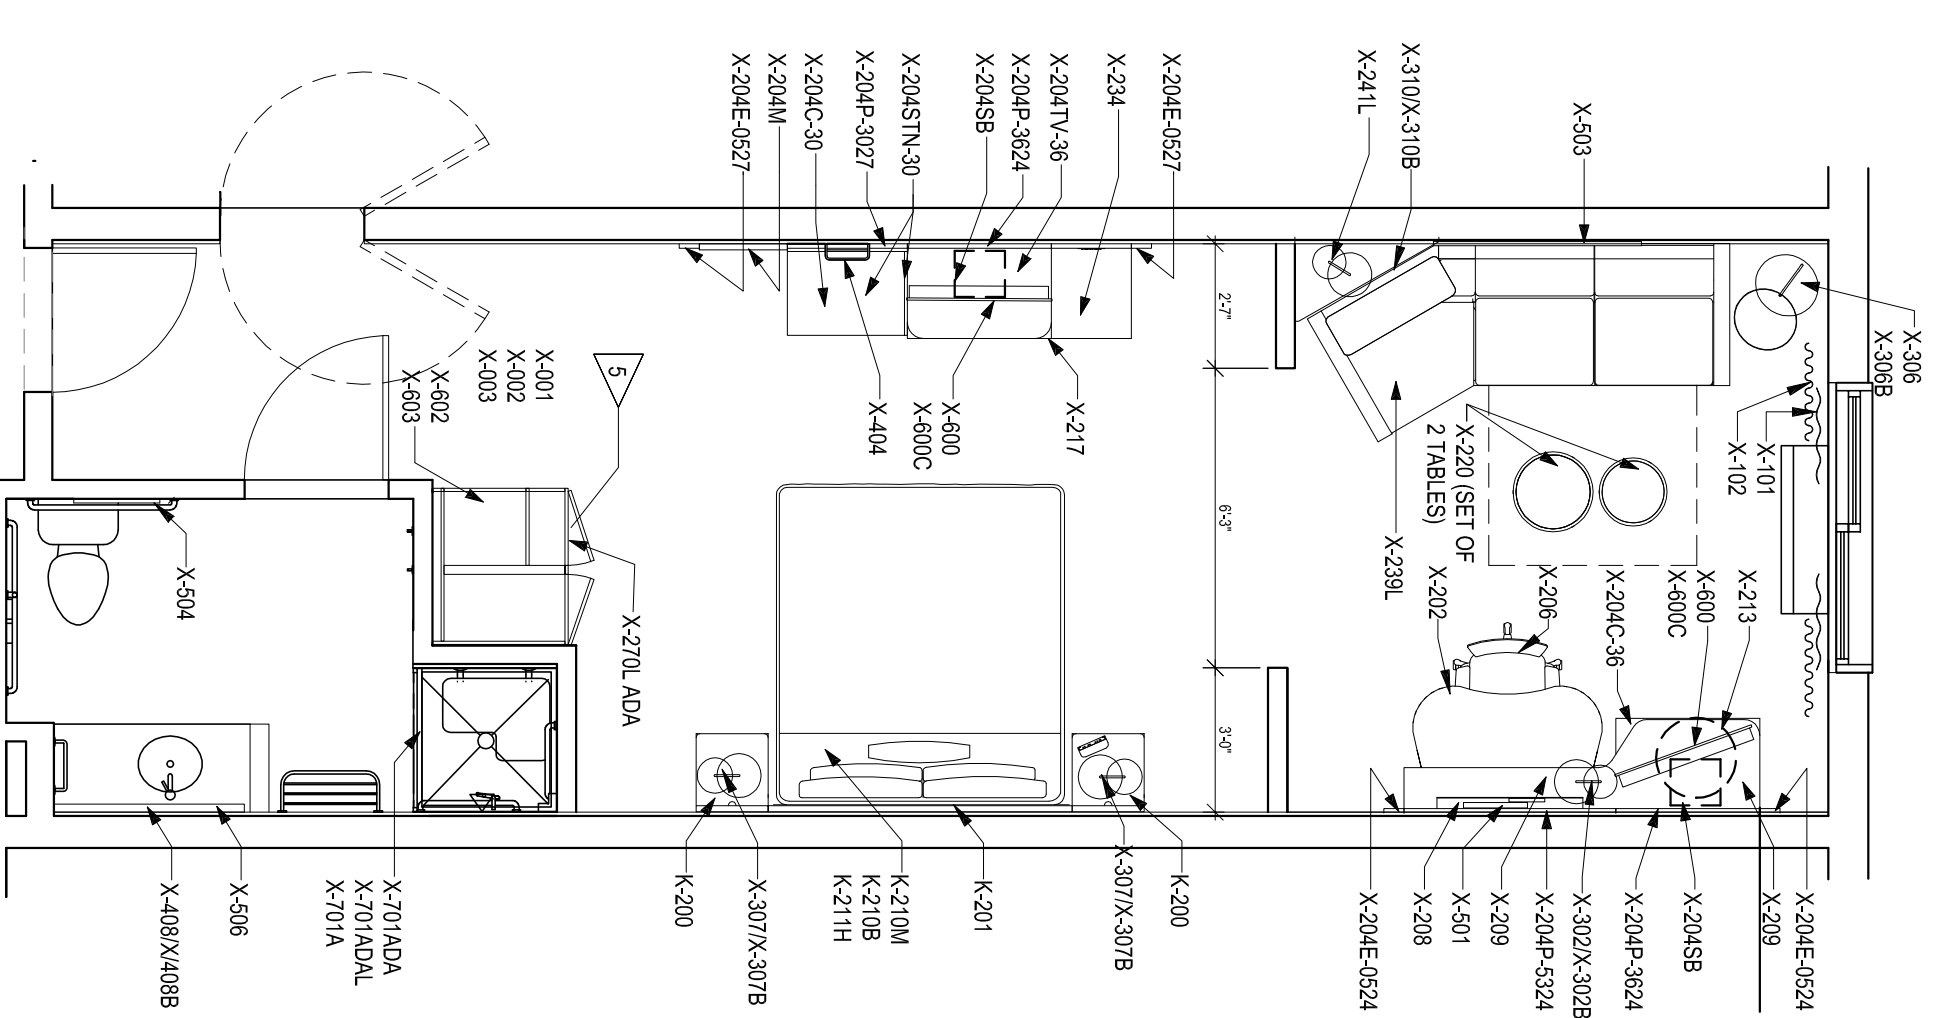 X-204E-0527
X-204M
X-204C-30
X-204P-3027
X-204STN-30
X-204SB
X-204P-3624
X-204TV-36
X-234
X-204E-0527
X-241L
X-310/X-310B
X-503
X-306
X-306B
X-101
X-102
2'-7"
6'-3"
3'-0"
5
X-001
X-002
X-003
X-602
X-603
X-404
X-600
X-600C
X-217
X-220 (SET OF
2 TABLES)
X-239L
X-202
X-206
X-204C-36
X-213
X-600
X-600C
X-504
X-270L ADA
X-408/X/408B
X-506
X-701ADA
X-701ADAL
X-701A
K-200
X-307/X-307B
K-210M
K-210B
K-211H
K-201
X-307/X-307B
K-200
X-204E-0524
X-208
X-501
X-209
X-204P-5324
X-302/X-302B
X-204P-3624
X-204SB
X-209
X-204E-0524